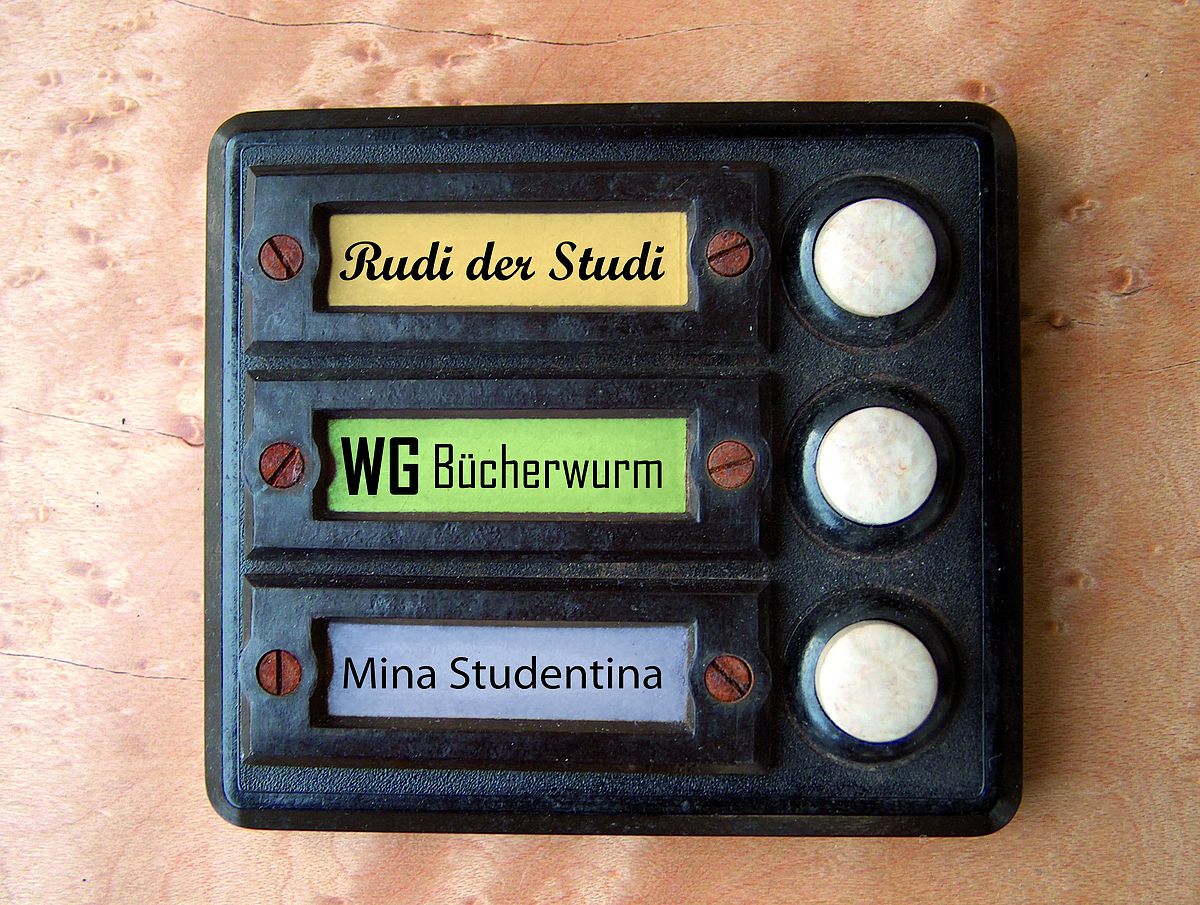 Rudi der Studi
WG Bücherwurm
Mina Studentina